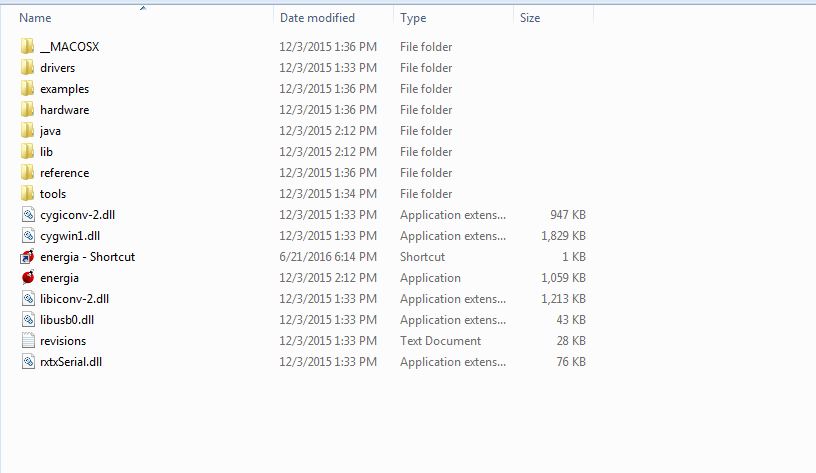 Name Date modified Type Size
__MACOSX 12/3/2015 1:36 PM File folder
drivers 12/3/2015 1:33 PM File folder
examples 12/3/2015 1:36 PM File folder
hardware 12/3/2015 1:36 PM File folder
java 12/3/2015 2:12 PM File folder
lib 12/3/2015 2:12 PM File folder
reference 12/3/2015 1:36 PM File folder
tools 12/3/2015 1:34 PM File folder
cygiconv-2.dll 12/3/2015 1:33 PM Application extens... 947 KB
cygwin1.dll 12/3/2015 1:33 PM Application extens... 1,829 KB
energia - Shortcut 6/21/2016 6:14 PM Shortcut 1 KB
energia 12/3/2015 2:12 PM Application 1,059 KB
libiconv-2.dll 12/3/2015 1:33 PM Application extens... 1,213 KB
libusb0.dll 12/3/2015 1:33 PM Application extens... 43 KB
revisions 12/3/2015 1:33 PM Text Document 28 KB
rxtxSerial.dll 12/3/2015 1:33 PM Application extens... 76 KB